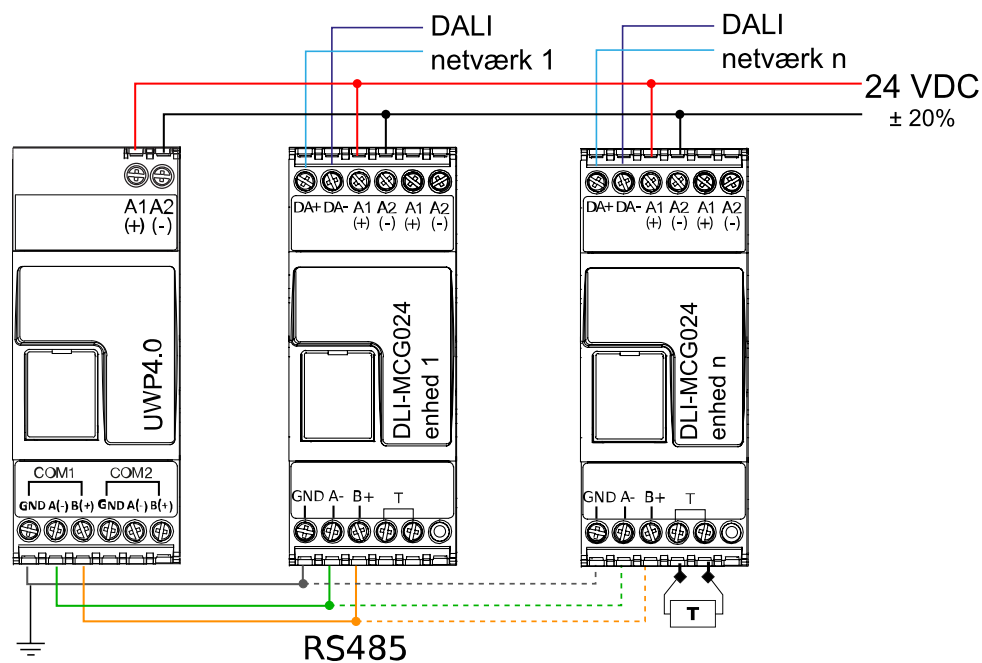 DALI
netværk 1
DALI
netværk n
24 VDC
± 20%
A1 A2
(+) (-)
DA+ DA- A1 A2 A1 A2
(+) (-) (+) (-)
DA+ DA- A1 A2 A1 A2
(+) (-) (+) (-)
UWP4.0
DLI-MCG024
enhed 1
DLI-MCG024
enhed n
COM1 COM2
GND A(-) B(+) GND A(-) B(+)
GND A- B+ T
GND A- B+ T
T
RS485